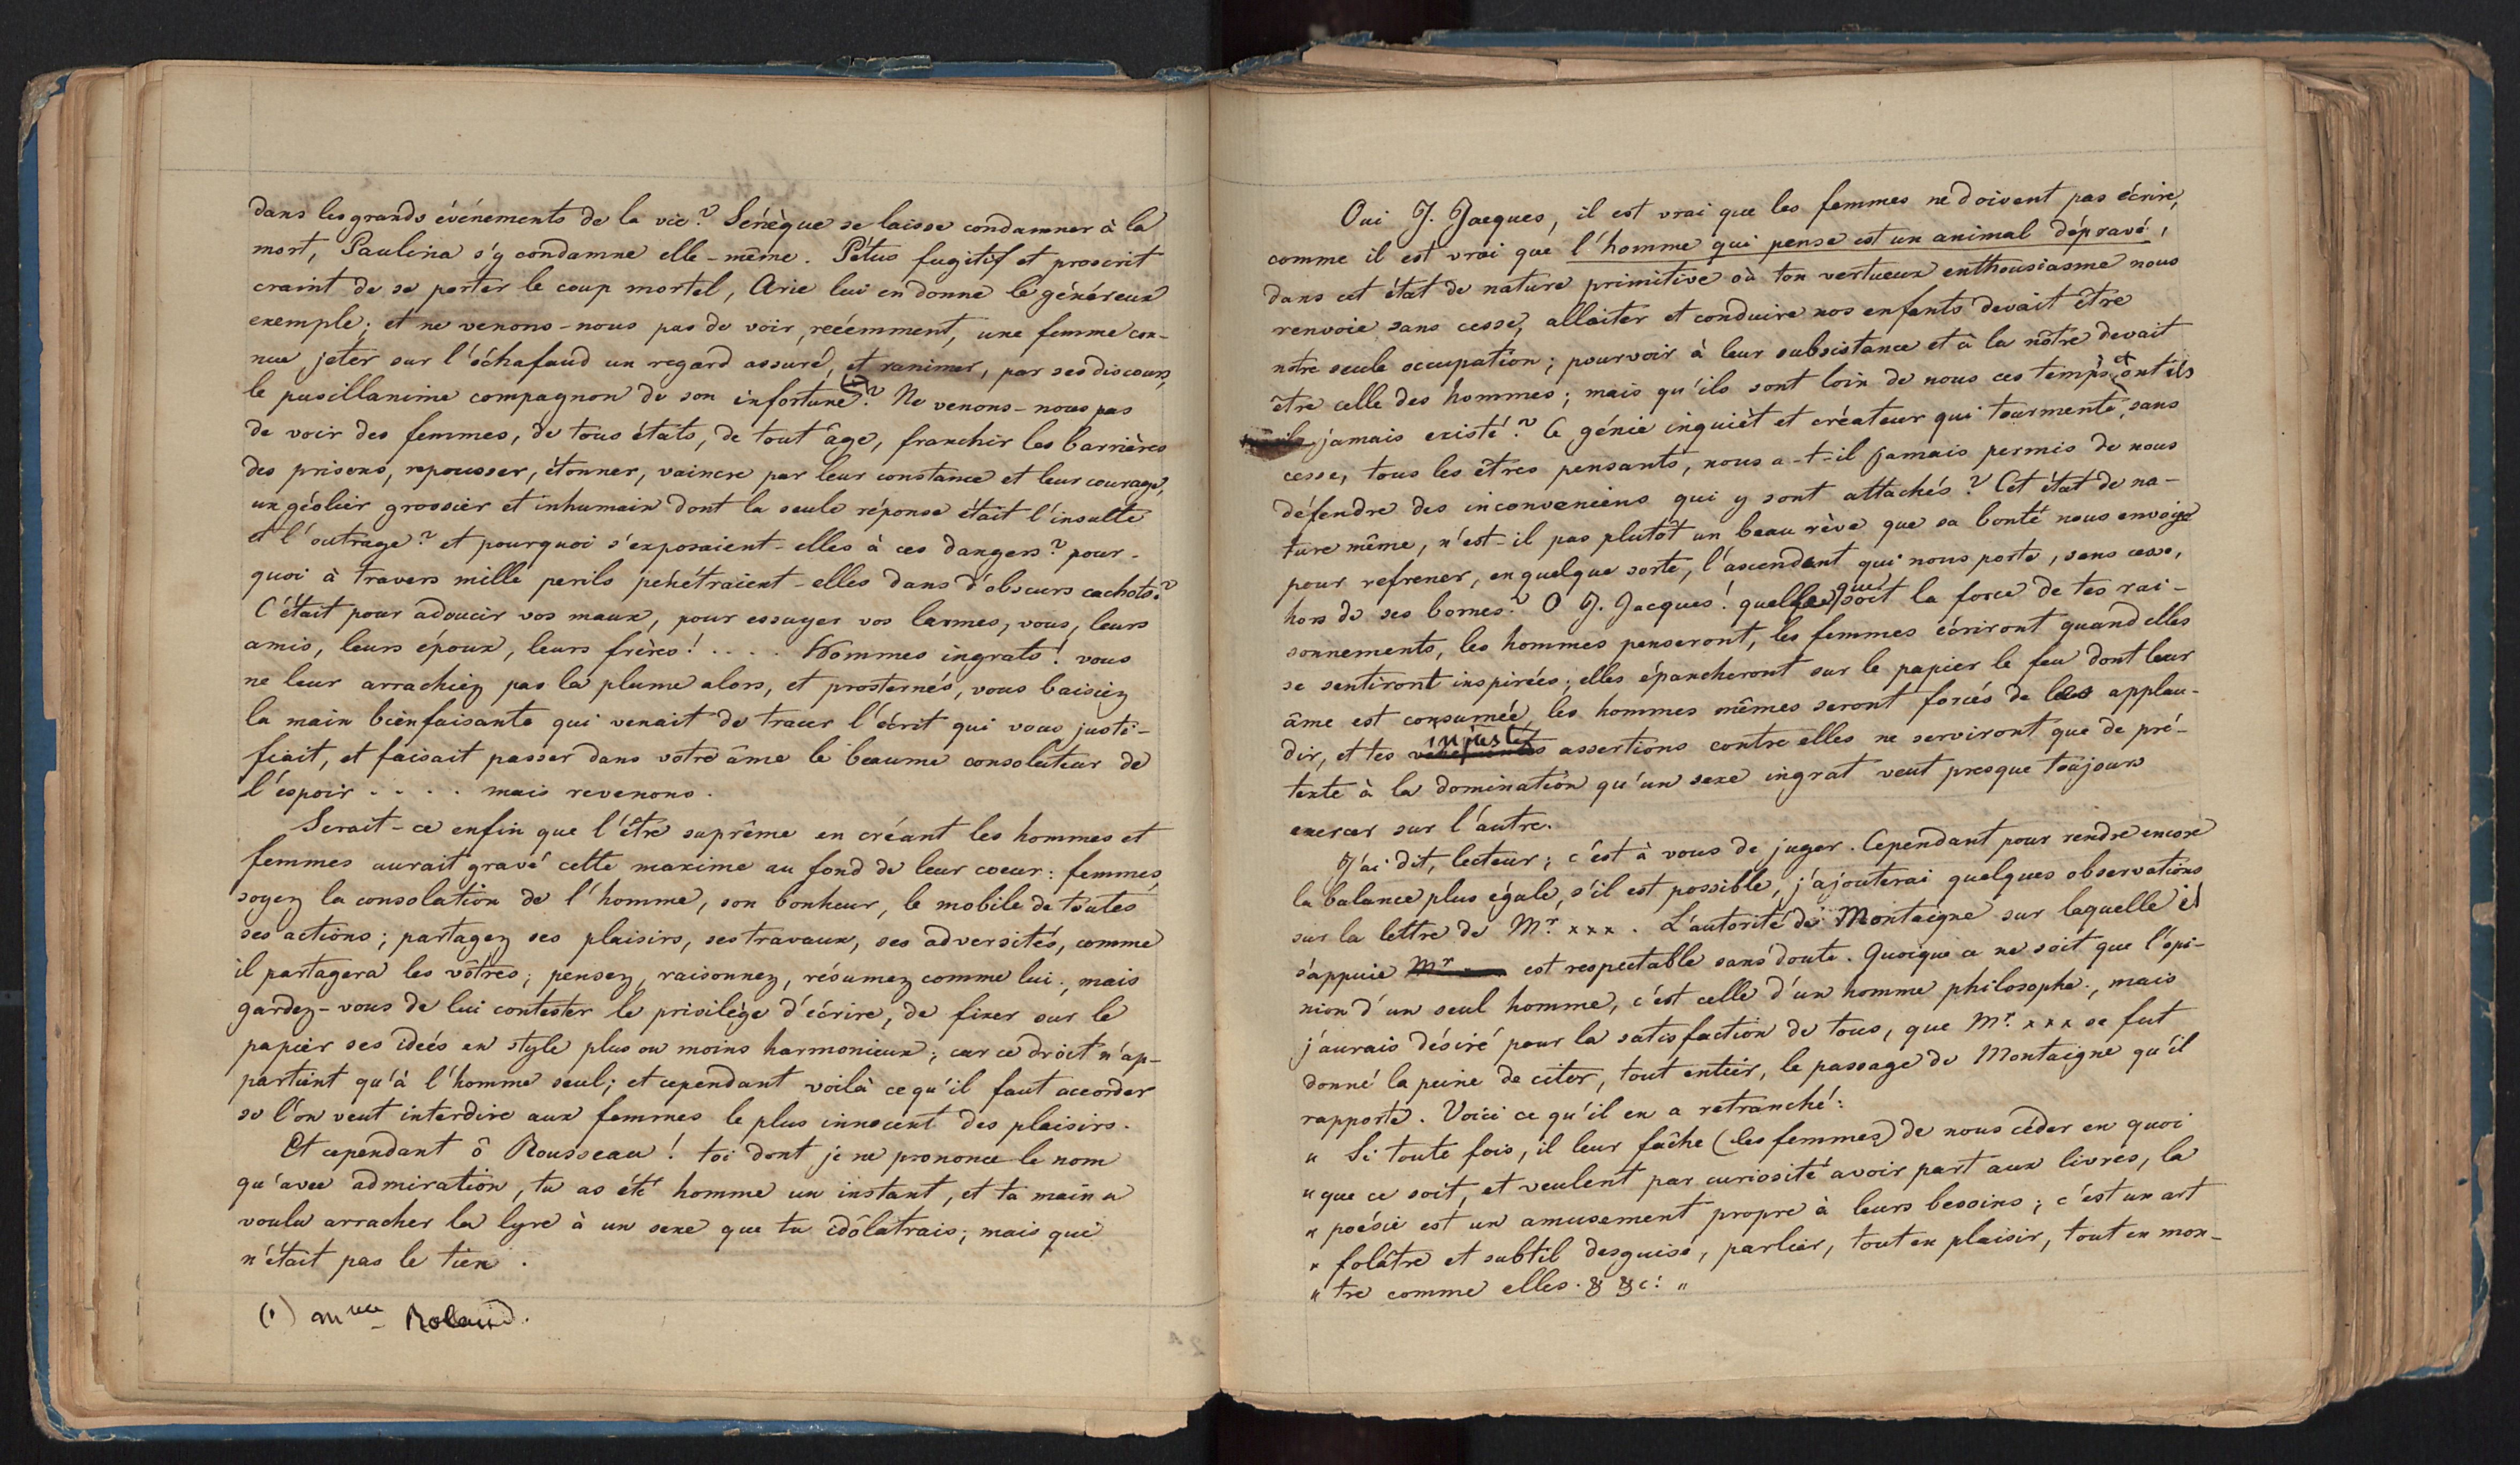 dans les grands événements de la vie? Sénèque se laisse condamner à la
mort, Paulina s'y condamne elle-même. Pétus fugitif et proscrit
craint de se porter le coup mortel, Arie lui en donne le généreux
exemple; et ne venons-nous pas de voir, recémment, une femme con-
nue jeter sur l'échafaud un regard assuré, et ranimer, par ses discours,
le pusillanime compagnon de son infortune (1)? Ne venons-nous pas
de voir des femmes, de tous états, de tout âge, franchir les barrières
des prisons, repousser, étonner, vaincre par leur constance et leur courage,
un géolier grossier et inhumain dont la seule réponse était l'insulte
et l'outrage? et pourquoi s'exposaient-elles à ces dangers? pour-
quoi à travers mille perils pénétraient-elles dans d'obscurs cachots?
C'était pour adoucir vos maux, pour essuyer vos larmes, vous, leurs
amis, leurs époux, leurs frères! .... Hommes ingrats! vous
ne leur arrachiez pas la plume alors, et prosternés, vous baisiez
la main bienfaisante qui venait de tracer l'écrit qui vous justi-
fiait, et faisait passer dans votre âme le beaume consolateur de
l'espoir .... mais revenons.
Serait-ce enfin que l'être suprême en créant les hommes et
femmes aurait gravé cette maxime au fond de leur coeur: femmes,
soyez la consolation de l'homme, son bonheur, le mobile de toutes
ses actions; partagez ses plaisirs, ses travaux, ses adversités, comme
il partagera les vôtres; pensez, raisonnez, résumez comme lui., mais
gardez-vous de lui contester le privilège d'écrire, de fixer sur le
papier ses ideés en style plus ou moins harmonieux; car ce droit n'ap-
partient qu'à l'homme seul; et cependant voilà ce qu'il faut accorder
si l'on veut interdire aux femmes le plus innocent des plaisirs.
Et cependant ô Rousseau! toi dont je ne prononce le nom
qu'avec admiration, tu as été homme un instant, et ta main a
voulu arracher la lyre à un sexe que tu idôlatrais; mais que
n'était pas le tien.
(1) Mme Roland.
Oui J. Jacques, il est vrai que les femmes ne doivent pas écrire,
comme il est vrai que l'homme qui pense est un animal dépravé,
dans cet état de nature primitive où ton vertueux enthousiasme nous
renvoie sans cesse, allaiter et conduire nos enfants devait être
notre seule occupation; pourvoir à leur subsistance et à la nôtre devait
être celle des hommes; mais qu'ils sont loin de nous ces temps, et ont ils
jamais existé? Ce génie inquièt et créateur qui tourmente, sans
cesse, tous les êtres pensants, nous a-t-il jamais permis de nous
défendre des inconveniens qui y sont attachés? Cet état de na-
ture même, n'est-il pas plutôt un beau rève que sa bonté nous envoye
pour refrener, en quelque sorte, l'ascendant qui nous porte, sans cesse,
hors de ses bornes? O J. Jacques! quelle que soit la force de tes rai-
sonnements, les hommes penseront, les femmes écriront quand elles
se sentiront inspirées; elles épancheront sur le papier le feu dont leur
âme est consumée, les hommes mêmes seront forcés de les applau-
dir, et tes injustes assertions contre elles ne serviront que de pré-
texte à la domination qu'un sexe ingrat veut presque toujours
exercer sur l'autre.
J'ai dit, lecteur; c'est à vous de juger. Cependant pour rendre encore
la balance plus égale, s'il est possible, j'ajouterai quelques observations
sur la lettre de Mr. xxx. L'autorité de Montaigne sur laquelle il
s'appuie Mr est respectable sans doute. Quoique ce ne soit que l'opi-
nion d'un seul homme, c'est celle d'un homme philosophe., mais
j'aurais désiré pour la satisfaction de tous, que Mr. xxx se fut
donné la peine de citer, tout entier, le passage de Montaigne qu'il
rapporte. Voici ce qu'il en a retranché:
" Si toute fois, il leur fâche (les femmes) de nous céder en quoi
" que ce soit, et veulent par curiosité avoir part aux livres, la
" poésie est un amusement propre à leurs besoins; c'est un art
" folâtre et subtil desguisé, parlier, tout en plaisir, tout en mon-
" tre comme elles. & &c: "